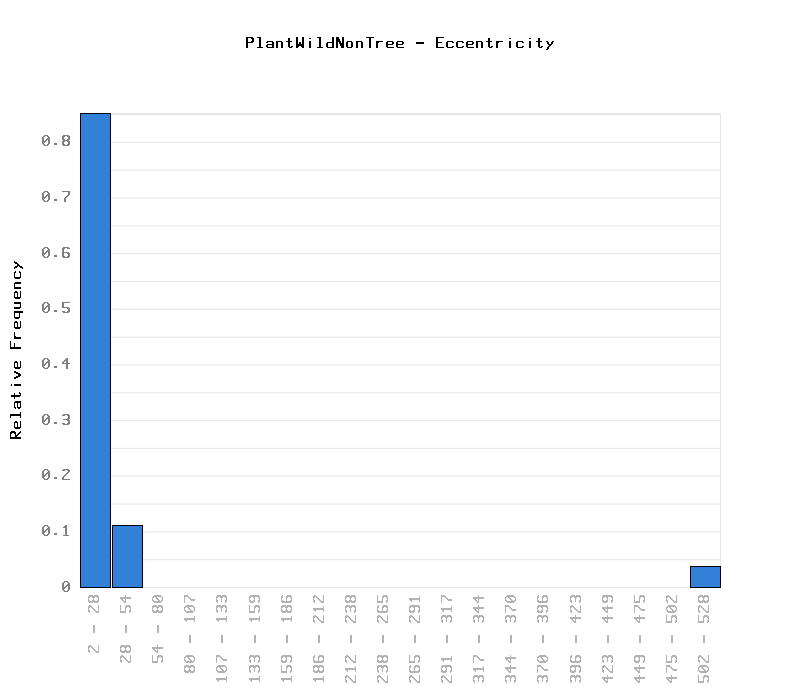 PlantWildNonTree - Eccentricity
Relative Frequency
0.8
0.7
0.6
0.5
0.4
0.3
0.2
0.1
0
2 - 28
28 - 54
54 - 80
80 - 107
107 - 133
133 - 159
159 - 186
186 - 212
212 - 238
238 - 265
265 - 291
291 - 317
317 - 344
344 - 370
370 - 396
396 - 423
423 - 449
449 - 475
475 - 502
502 - 528